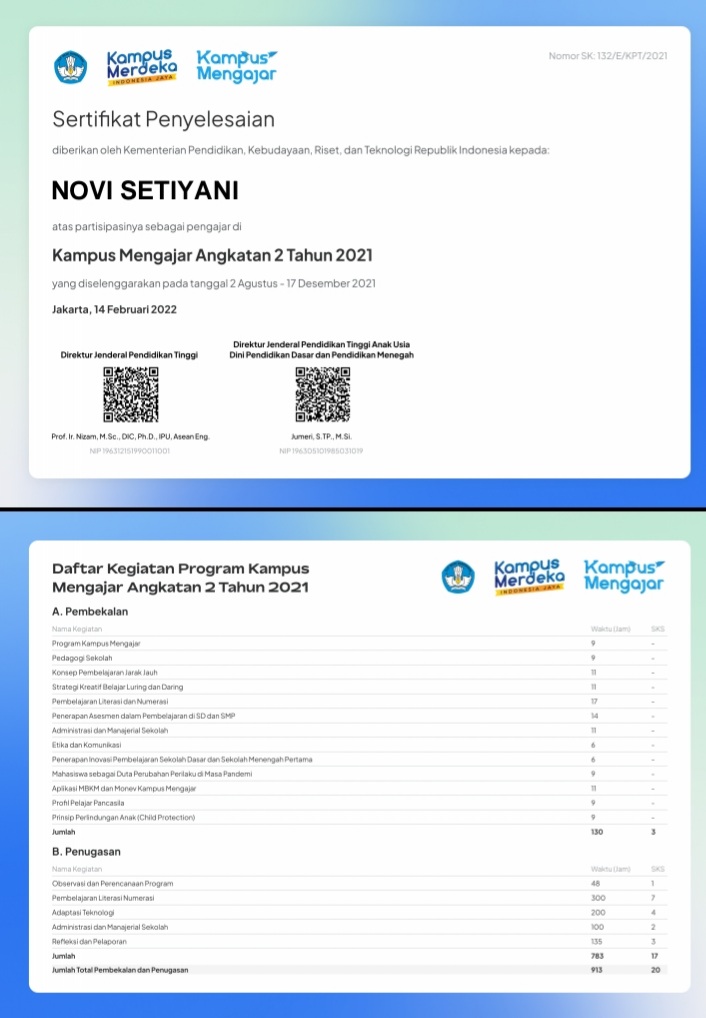 KEMENTERIAN PENDIDIKAN, KEBUDAYAAN
Kampus Merdeka INDONESIA JAYA
Kampus Mengajar
Nomor SK: 132/E/KPT/2021
Sertifikat Penyelesaian
diberikan oleh Kementerian Pendidikan, Kebudayaan, Riset, dan Teknologi Republik Indonesia kepada:
NOVI SETIYANI
atas partisipasinya sebagai pengajar di
Kampus Mengajar Angkatan 2 Tahun 2021
yang diselenggarakan pada tanggal 2 Agustus - 17 Desember 2021
Jakarta, 14 Februari 2022
Direktur Jenderal Pendidikan Tinggi
Prof. Ir. Nizam, M.Sc., DIC, Ph.D., IPU, Asean Eng.
NIP 196312151990011001
Direktur Jenderal Pendidikan Tinggi Anak Usia
Dini Pendidikan Dasar dan Pendidikan Menegah
Jumeri, S.TP., M.Si.
NIP 196305101985031019
Daftar Kegiatan Program Kampus
Mengajar Angkatan 2 Tahun 2021
Kampus Merdeka INDONESIA JAYA
Kampus Mengajar
A. Pembekalan
Nama Kegiatan Waktu (Jam) SKS
Program Kampus Mengajar 9 -
Pedagogi Sekolah 9 -
Konsep Pembelajaran Jarak Jauh 11 -
Strategi Kreatif Belajar Luring dan Daring 11 -
Pembelajaran Literasi dan Numerasi 17 -
Penerapan Asesmen dalam Pembelajaran di SD dan SMP 14 -
Administrasi dan Manajerial Sekolah 11 -
Etika dan Komunikasi 6 -
Penerapan Inovasi Pembelajaran Sekolah Dasar dan Sekolah Menengah Pertama 6 -
Mahasiswa sebagai Duta Perubahan Perilaku di Masa Pandemi 9 -
Aplikasi MBKM dan Monev Kampus Mengajar 11 -
Profil Pelajar Pancasila 9 -
Prinsip Perlindungan Anak (Child Protection) 9 -
Jumlah 130 3
B. Penugasan
Nama Kegiatan Waktu (Jam) SKS
Observasi dan Perencanaan Program 48 1
Pembelajaran Literasi Numerasi 300 7
Adaptasi Teknologi 200 4
Administrasi dan Manajerial Sekolah 100 2
Refleksi dan Pelaporan 135 3
Jumlah 783 17
Jumlah Total Pembekalan dan Penugasan 913 20